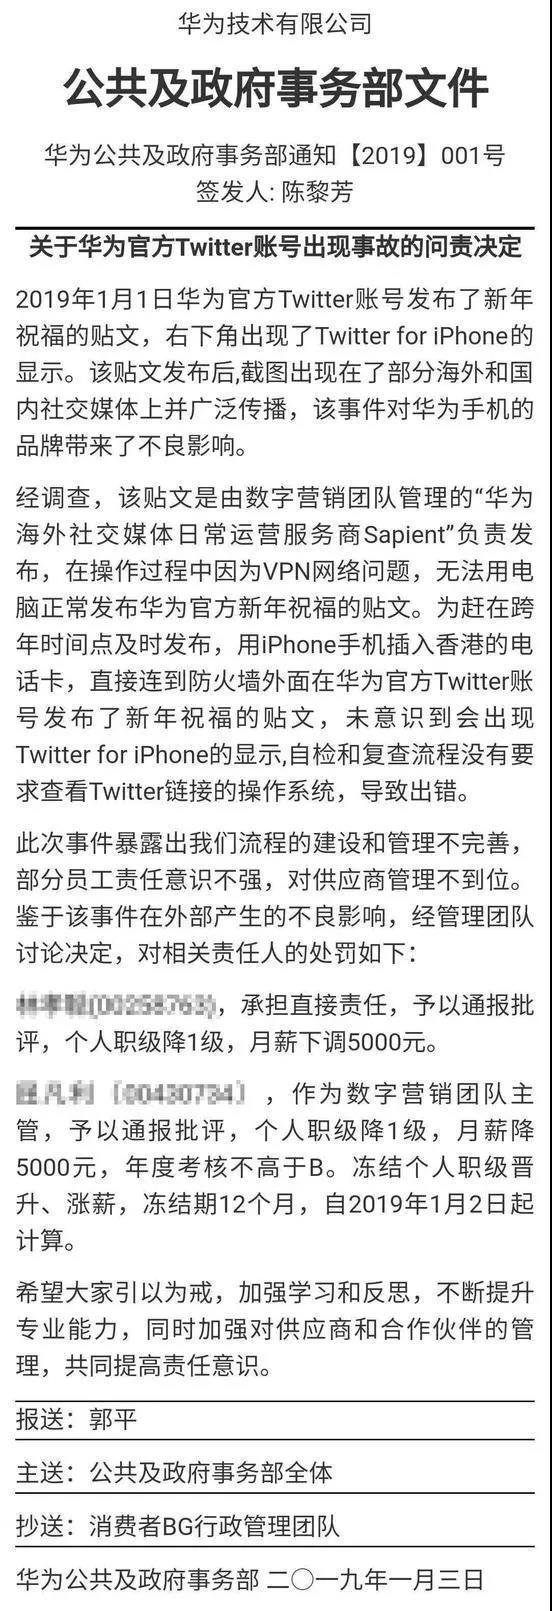 华为技术有限公司
公共及政府事务部文件
华为公共及政府事务部通知【2019】001号
签发人: 陈黎芳
关于华为官方Twitter账号出现事故的问责决定
2019年1月1日华为官方Twitter账号发布了新年
祝福的贴文，右下角出现了Twitter for iPhone的
显示。该贴文发布后,截图出现在了部分海外和国
内社交媒体上并广泛传播，该事件对华为手机的
品牌带来了不良影响。
经调查，该贴文是由数字营销团队管理的“华为
海外社交媒体日常运营服务商Sapient”负责发
布，在操作过程中因为VPN网络问题，无法用电
脑正常发布华为官方新年祝福的贴文。为赶在跨
年时间点及时发布，用iPhone手机插入香港的电
话卡，直接连到防火墙外面在华为官方Twitter账
号发布了新年祝福的贴文，未意识到会出现
Twitter for iPhone的显示,自检和复查流程没有要
求查看Twitter链接的操作系统，导致出错。
此次事件暴露出我们流程的建设和管理不完善，
部分员工责任意识不强，对供应商管理不到位。
鉴于该事件在外部产生的不良影响，经管理团队
讨论决定，对相关责任人的处罚如下：
，承担直接责任，予以通报批
评，个人职级降1级，月薪下调5000元。
，作为数字营销团队主
管，予以通报批评，个人职级降1级，月薪降
5000元，年度考核不高于B。冻结个人职级晋
升、涨薪，冻结期12个月，自2019年1月2日起
计算。
希望大家引以为戒，加强学习和反思，不断提升
专业能力，同时加强对供应商和合作伙伴的管
理，共同提高责任意识。
报送：郭平
主送：公共及政府事务部全体
抄送：消费者BG行政管理团队
华为公共及政府事务部 二〇一九年一月三日